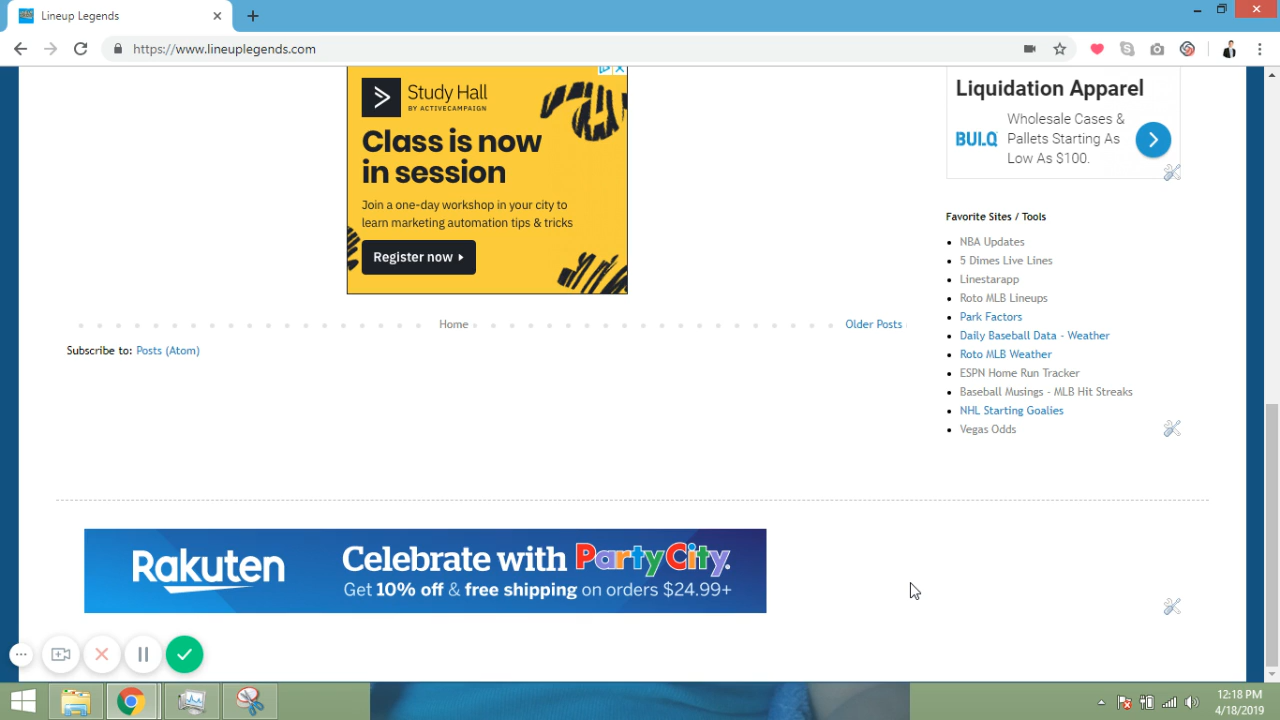 Lineup Legends
https://www.lineuplegends.com
Study Hall
BY ACTIVECAMPAIGN
Class is now
in session
Join a one-day workshop in your city to
learn marketing automation tips & tricks
Register now
Liquidation Apparel
BULQ
Wholesale Cases &
Pallets Starting As
Low As $100.
Favorite Sites / Tools
NBA Updates
5 Dimes Live Lines
Linestarapp
Roto MLB Lineups
Park Factors
Daily Baseball Data - Weather
Roto MLB Weather
ESPN Home Run Tracker
Baseball Musings - MLB Hit Streaks
NHL Starting Goalies
Vegas Odds
Home
Older Posts
Subscribe to: Posts (Atom)
Rakuten
Celebrate with PartyCity.
Get 10% off & free shipping on orders $24.99+
12:18 PM
4/18/2019